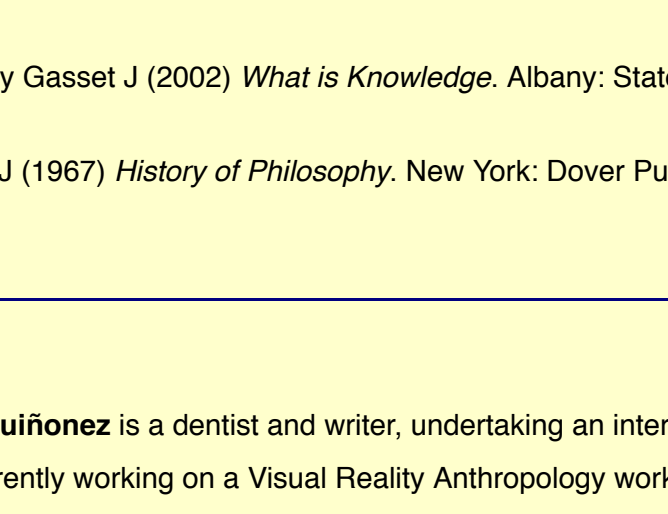 y Gasset J (2002) What is Knowledge. Albany: State
J (1967) History of Philosophy. New York: Dover Pu
uiñonez is a dentist and writer, undertaking an inter
rently working on a Visual Reality Anthropology work